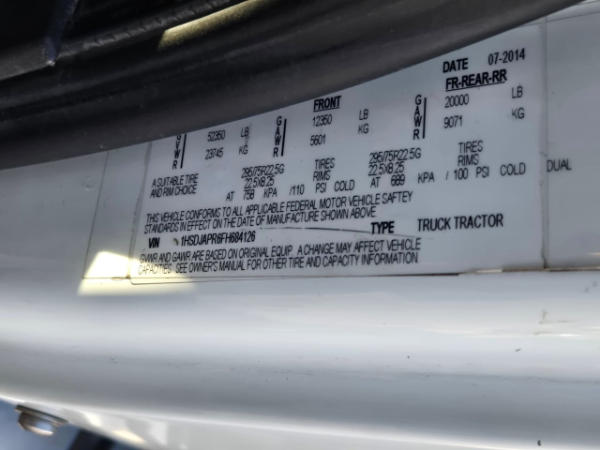 DATE 07-2014
FRONT FR-REAR-RR
GVWR 52350 LB GAWR 12350 LB GAWR 20000 LB
23745 KG 5601 KG 9071 KG
A SUITABLE TIRE 295/75R22.5G TIRES 295/75R22.5G TIRES
AND RIM CHOICE 22.5X8.25 RIMS 22.5X8.25 RIMS DUAL
AT 758 KPA /110 PSI COLD AT 689 KPA / 100 PSI COLD
THIS VEHICLE CONFORMS TO ALL APPLICABLE FEDERAL MOTOR VEHICLE SAFTEY
STANDARDS IN EFFECT ON THE DATE OF MANUFACTURE SHOWN ABOVE.
VIN 1HSDJAPR6FH684126 TYPE TRUCK TRACTOR
GVWR AND GAWR ARE BASED ON ORIGINAL EQUIP. A CHANGE MAY AFFECT VEHICLE
CAPACITIES. SEE OWNER'S MANUAL FOR OTHER TIRE AND CAPACITY INFORMATION.